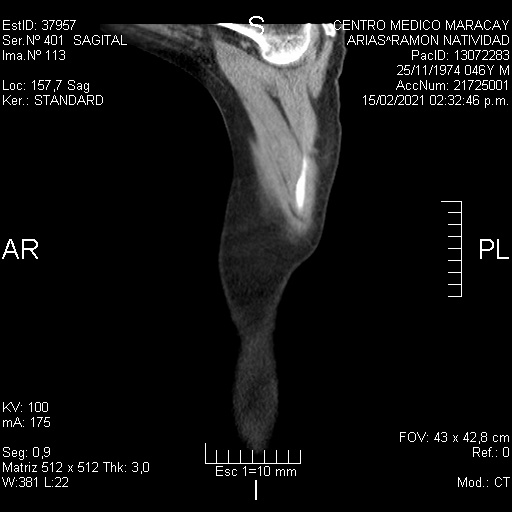 EstID: 37957
Ser.Nº 401 SAGITAL
Ima.Nº 113
Loc: 157,7 Sag
Ker.: STANDARD
S
CENTRO MEDICO MARACAY
ARIAS^RAMON NATIVIDAD
PacID: 13072283
25/11/1974 046Y M
AccNum: 21725001
15/02/2021 02:32:46 p.m.
AR
PL
KV: 100
mA: 175
Seg: 0,9
Matriz 512 x 512 Thk: 3,0
W:381 L:22
Esc 1=10 mm
I
FOV: 43 x 42,8 cm
Ref.: 0
Mod.: CT